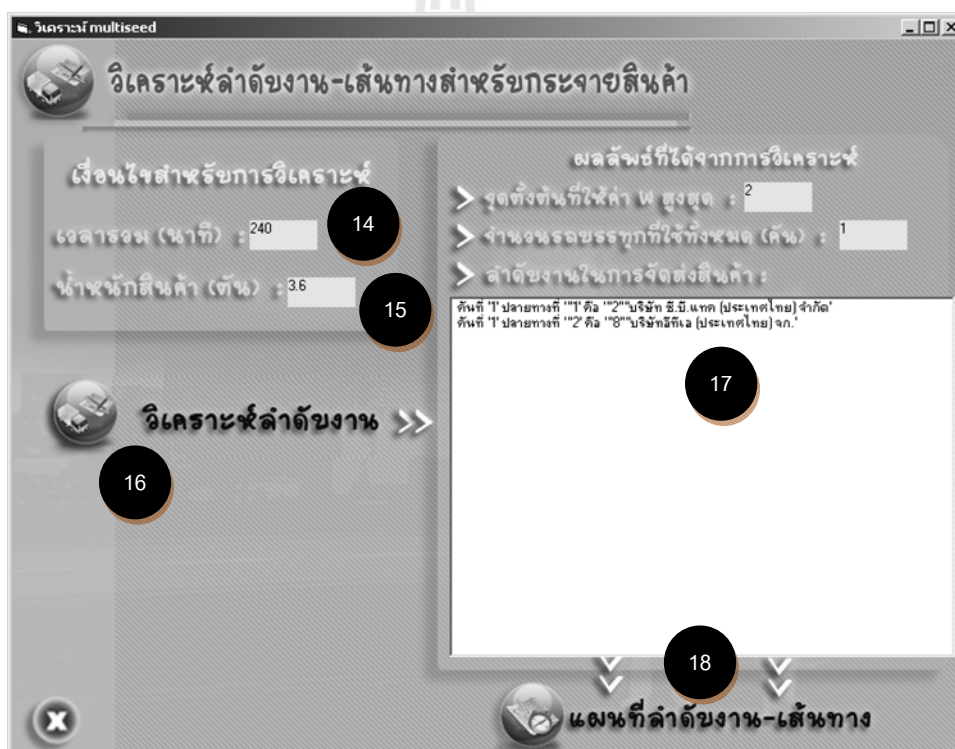 วิเคราะห์ multiseed
วิเคราะห์ลำดับงาน-เส้นทางสำหรับกระจายสินค้า
เงื่อนไขสำหรับการวิเคราะห์
เวลารวม (นาที) : 240
14
น้ำหนักสินค้า (ตัน) : 3.6
15
วิเคราะห์ลำดับงาน
16
ผลลัพธ์ที่ได้จากการวิเคราะห์
จุดตั้งต้นที่ให้ค่า W สูงสุด : 2
จำนวนรถบรรทุกที่ใช้ทั้งหมด (คัน) : 1
ลำดับงานในการจัดส่งสินค้า :
คันที่ '1' ปลายทางที่ '"1' คือ '"2"'บริษัท ซี.บี.แทค (ประเทศไทย) จำกัด'
คันที่ '1' ปลายทางที่ '"2' คือ '"8"'บริษัทอีทีเอ (ประเทศไทย) จก.'
17
18
แผนที่ลำดับงาน-เส้นทาง
X